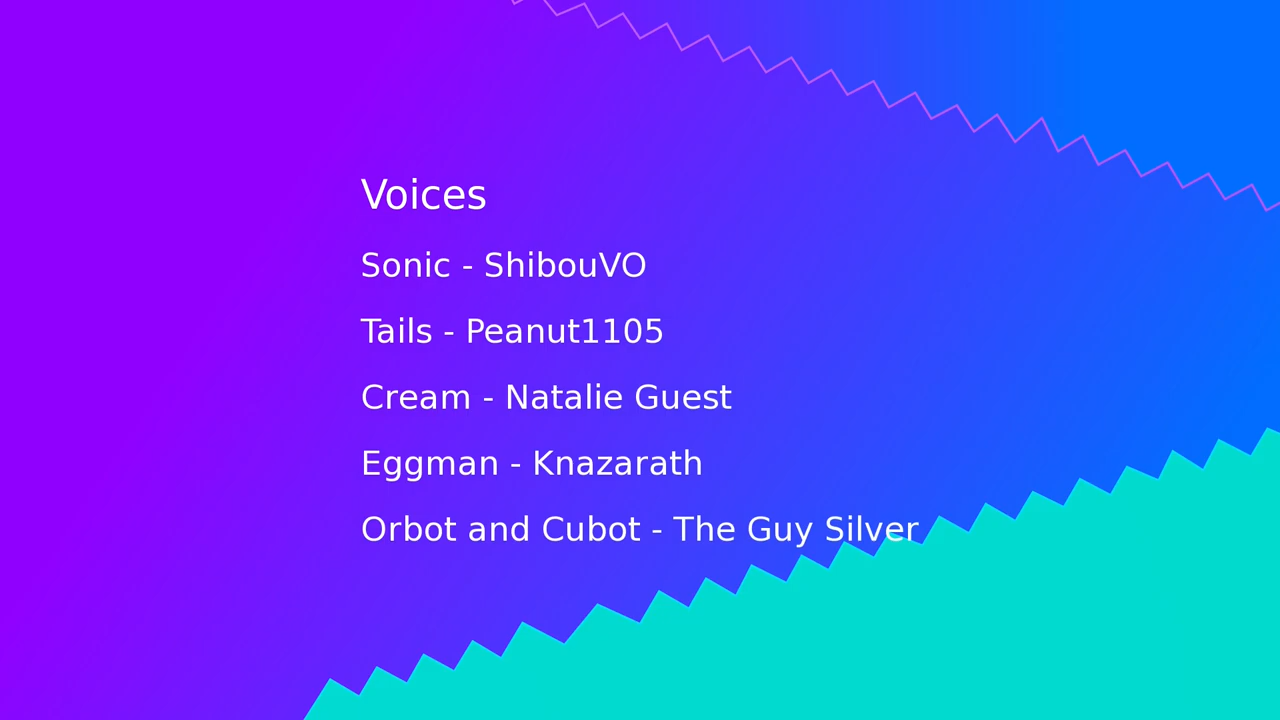 Voices
Sonic - ShibouVO
Tails - Peanut1105
Cream - Natalie Guest
Eggman - Knazarath
Orbot and Cubot - The Guy Silver